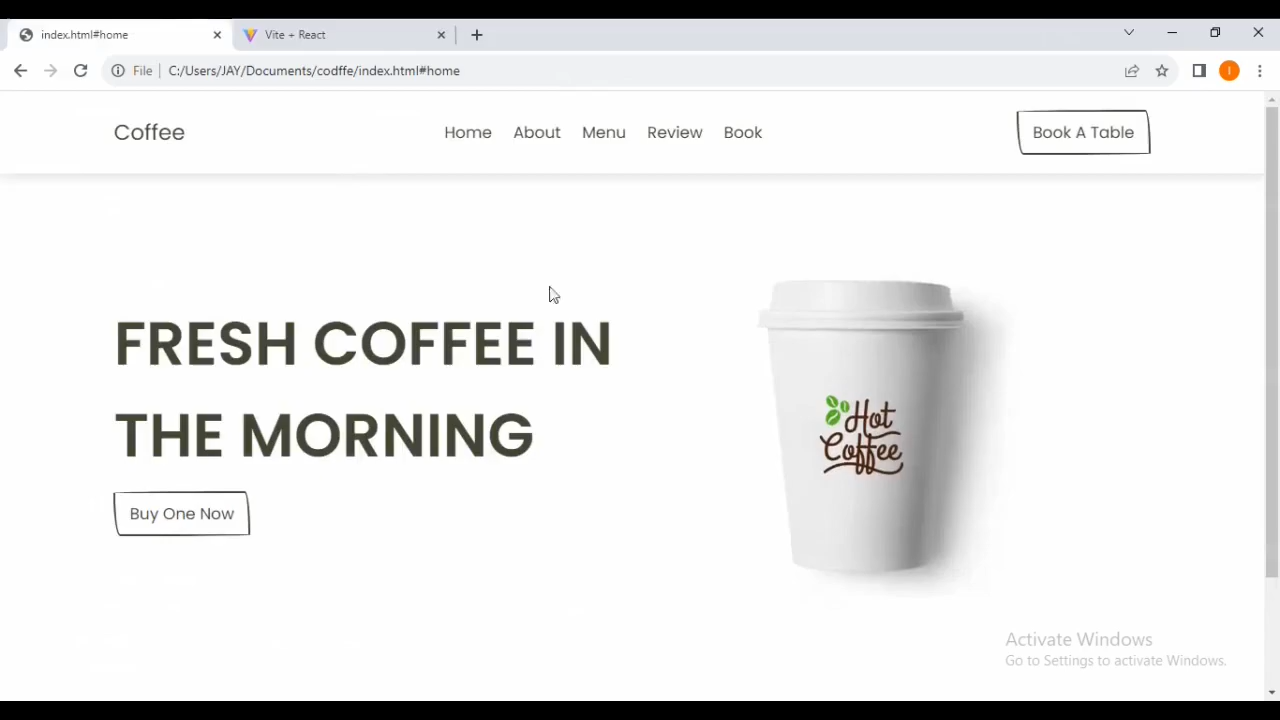 index.html#home
Vite + React
File
C:/Users/JAY/Documents/codffe/index.html#home
I
Coffee
Home About Menu Review Book
Book A Table
FRESH COFFEE IN
THE MORNING
Buy One Now
Hot
Coffee
Activate Windows
Go to Settings to activate Windows.